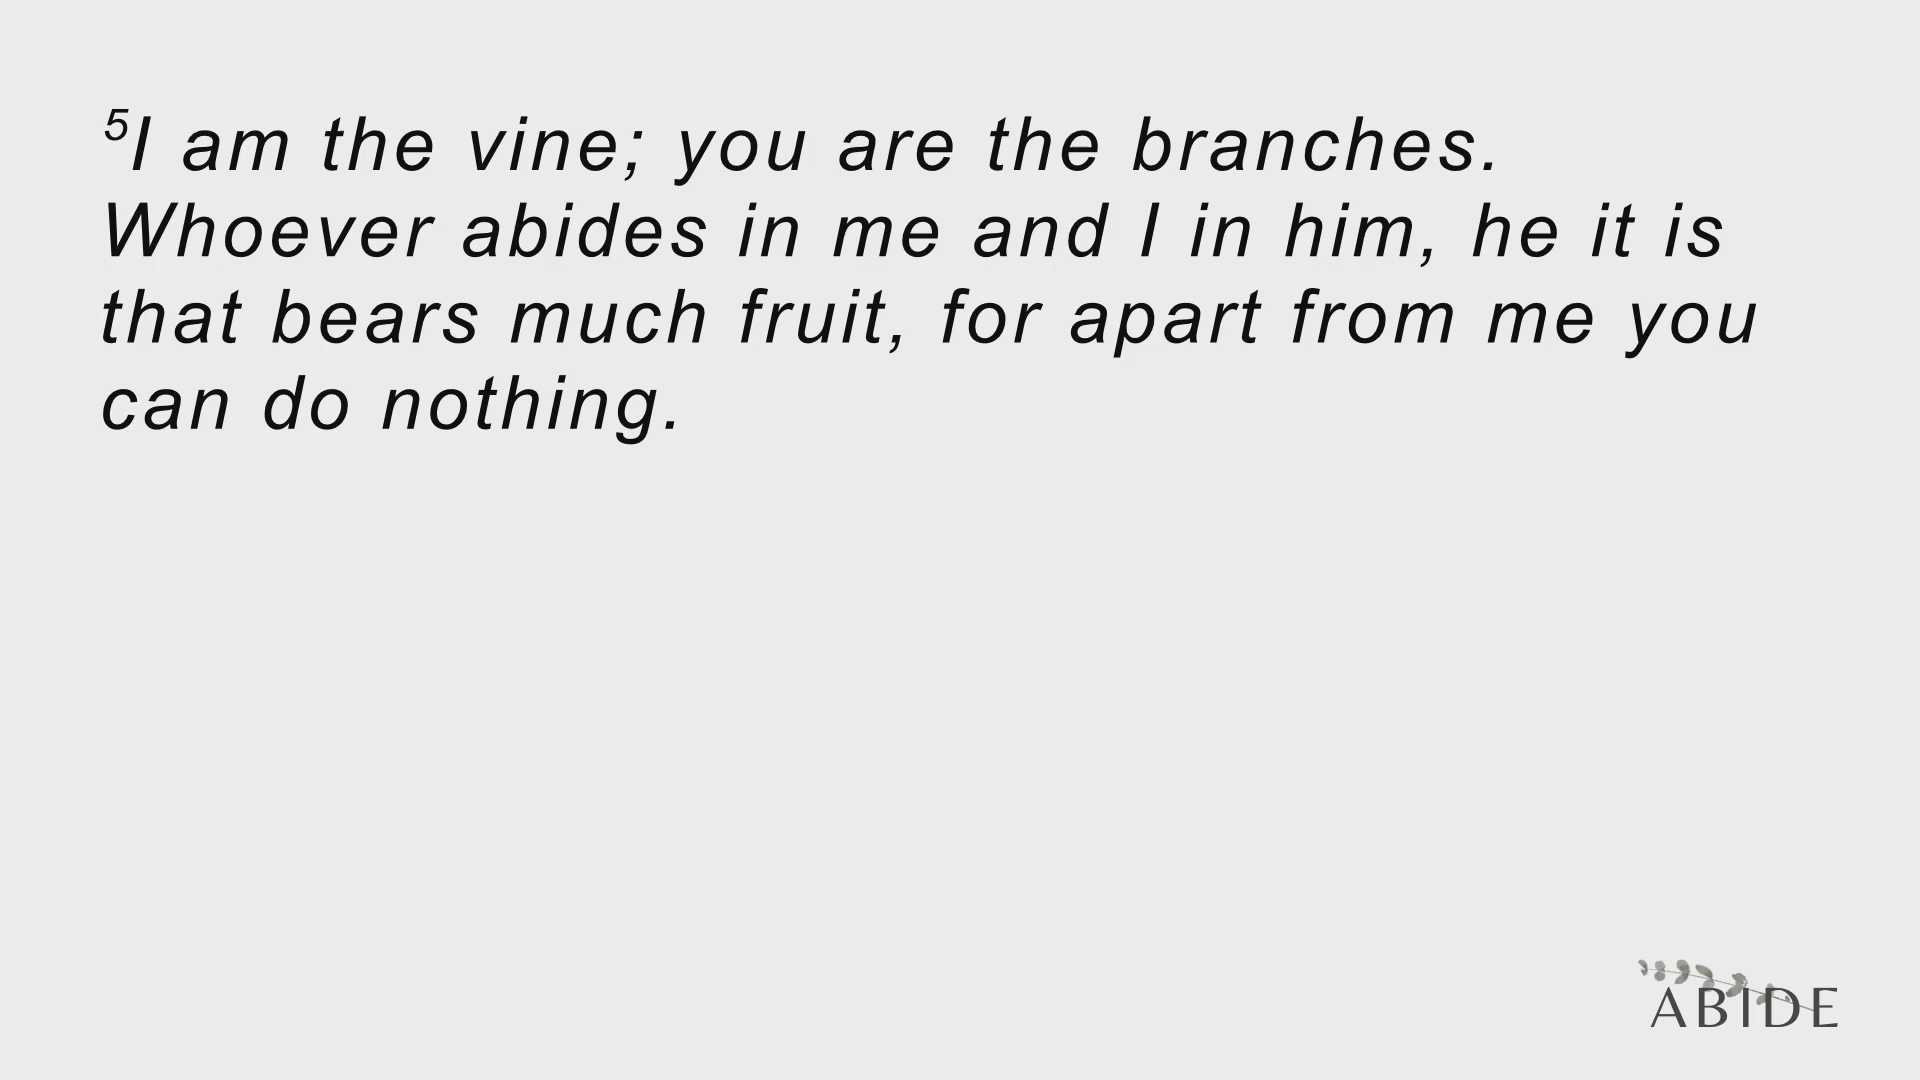 ⁵I am the vine; you are the branches.
Whoever abides in me and I in him, he it is
that bears much fruit, for apart from me you
can do nothing.
ABIDE